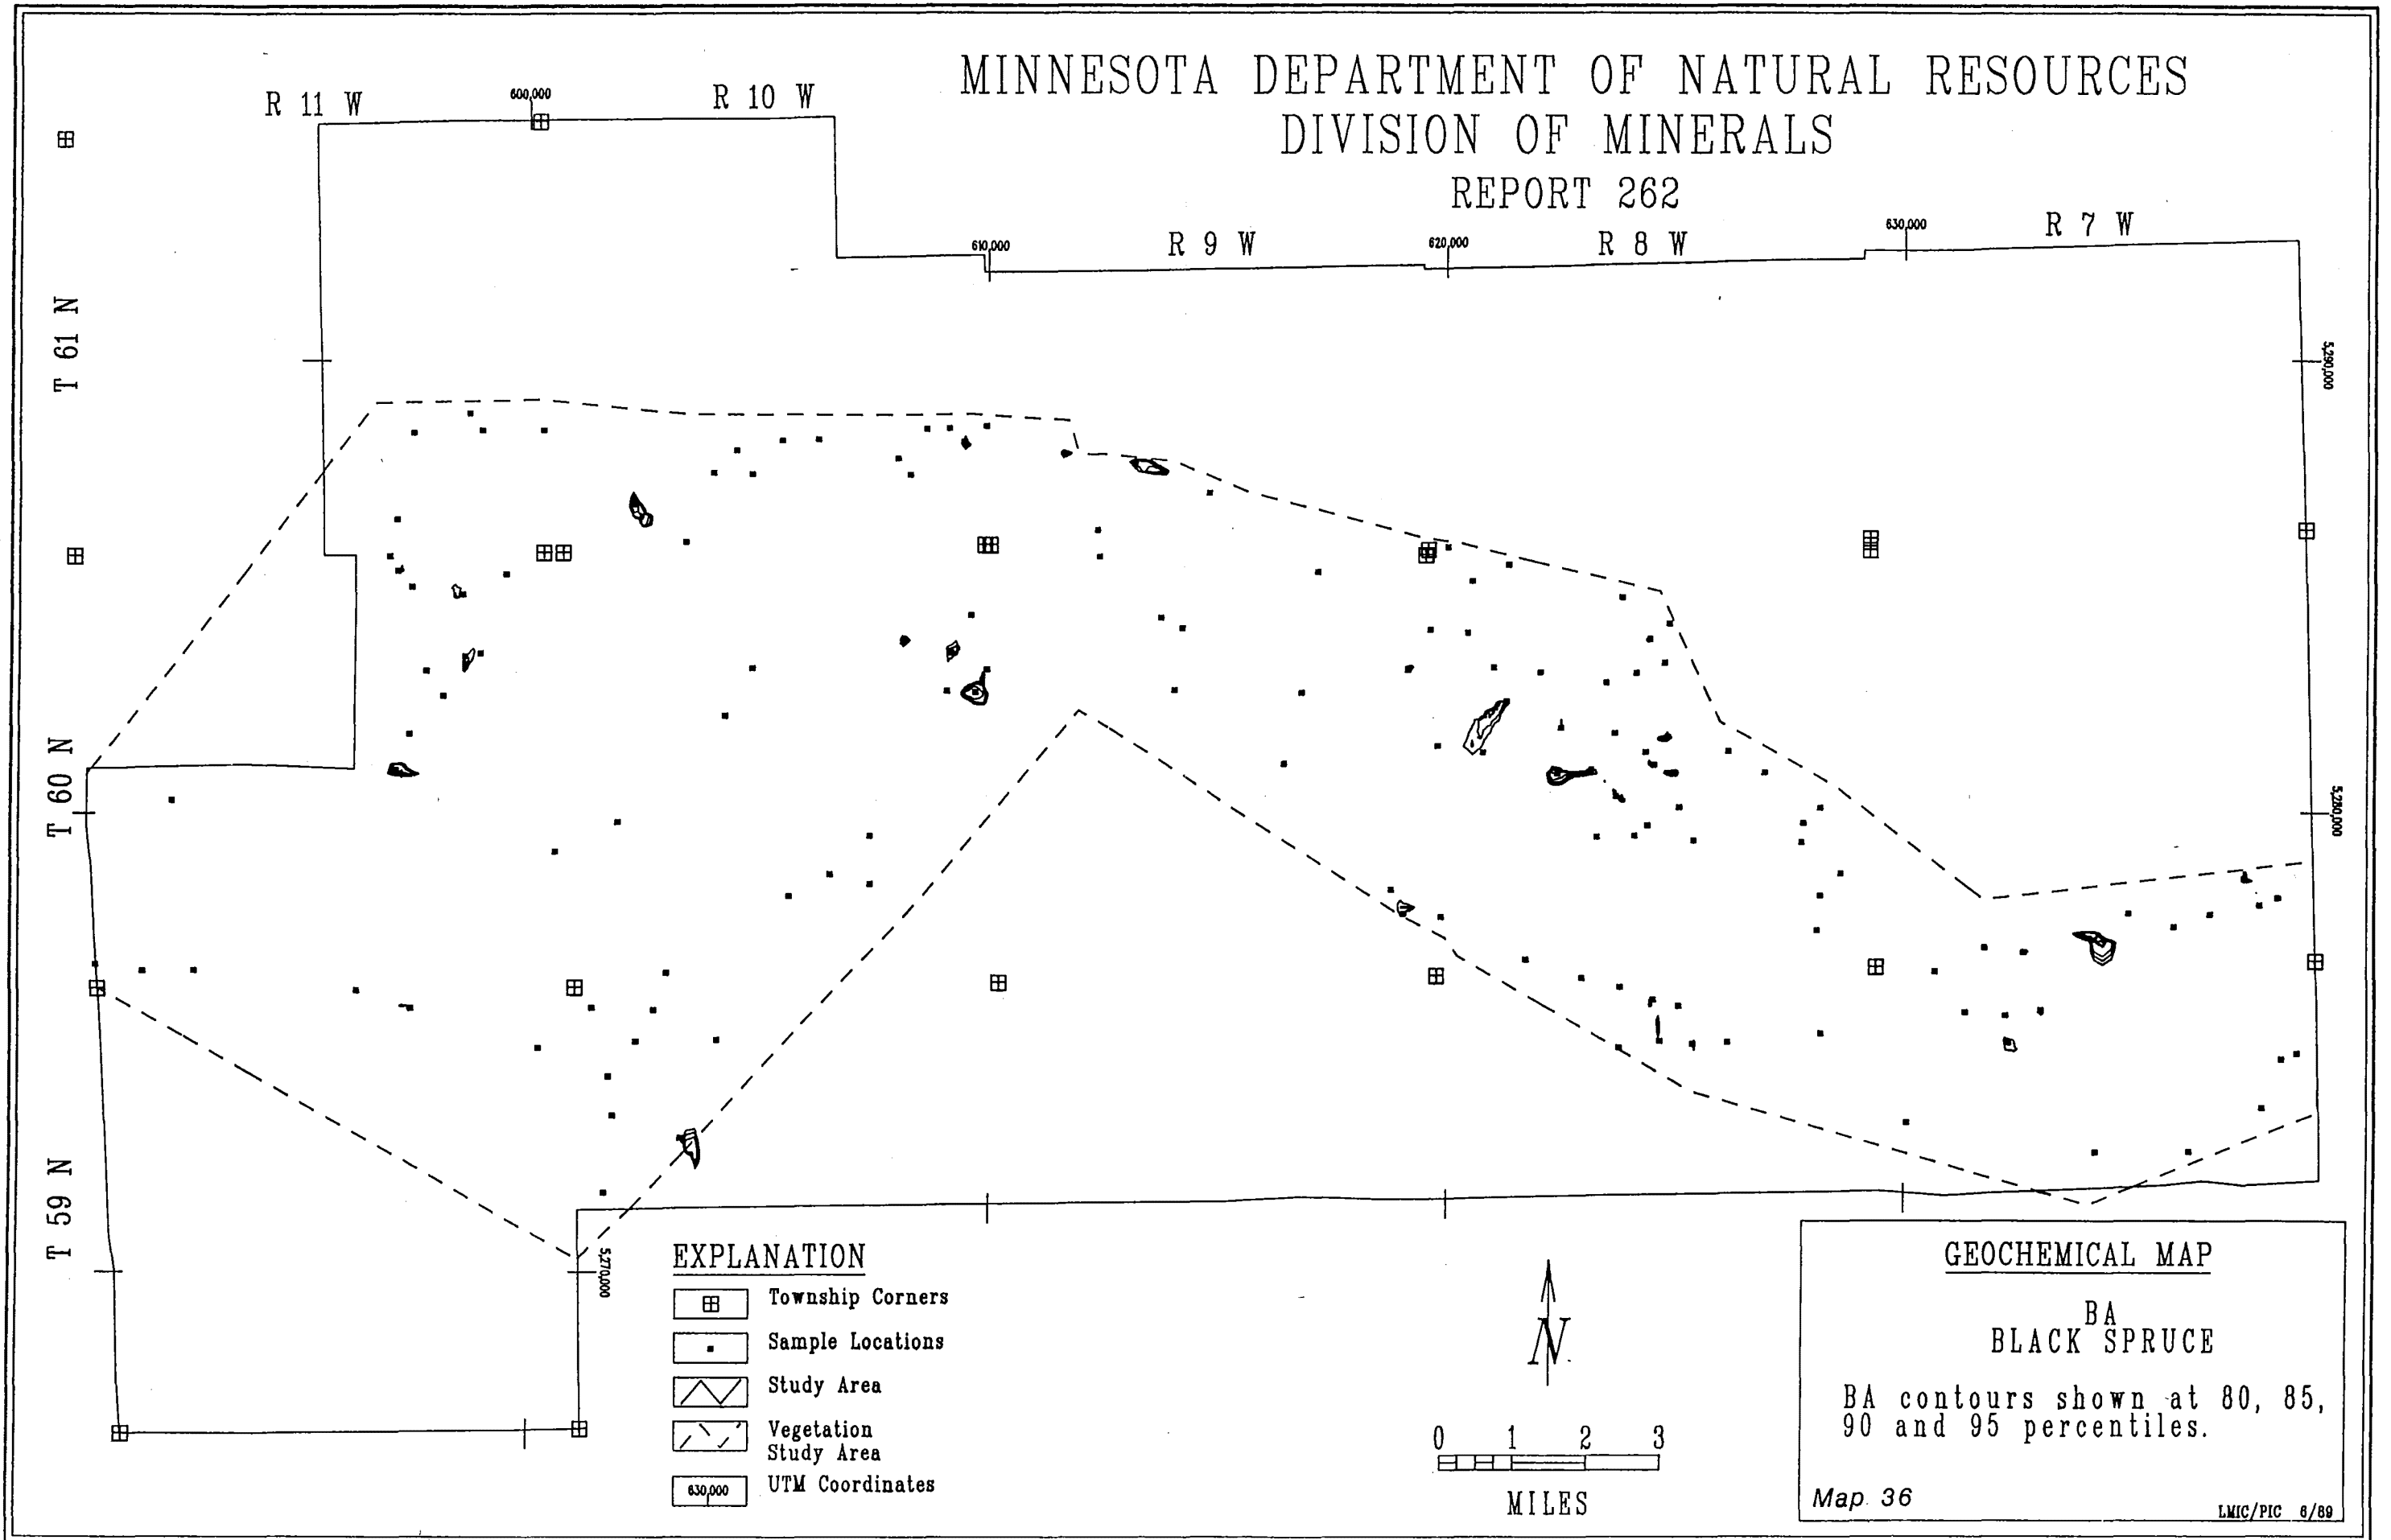 MINNESOTA DEPARTMENT OF NATURAL RESOURCES
DIVISION OF MINERALS
REPORT 262
R 11 W
600,000
R 10 W
610,000
R 9 W
620,000
R 8 W
630,000
R 7 W
T 61 N
5,290,000
T 60 N
5,280,000
T 59 N
5,270,000
EXPLANATION
Township Corners
Sample Locations
Study Area
Vegetation
Study Area
630,000
UTM Coordinates
N
0 1 2 3
MILES
GEOCHEMICAL MAP
BA
BLACK SPRUCE
BA contours shown at 80, 85,
90 and 95 percentiles.
Map 36
LMIC/PIC 6/89